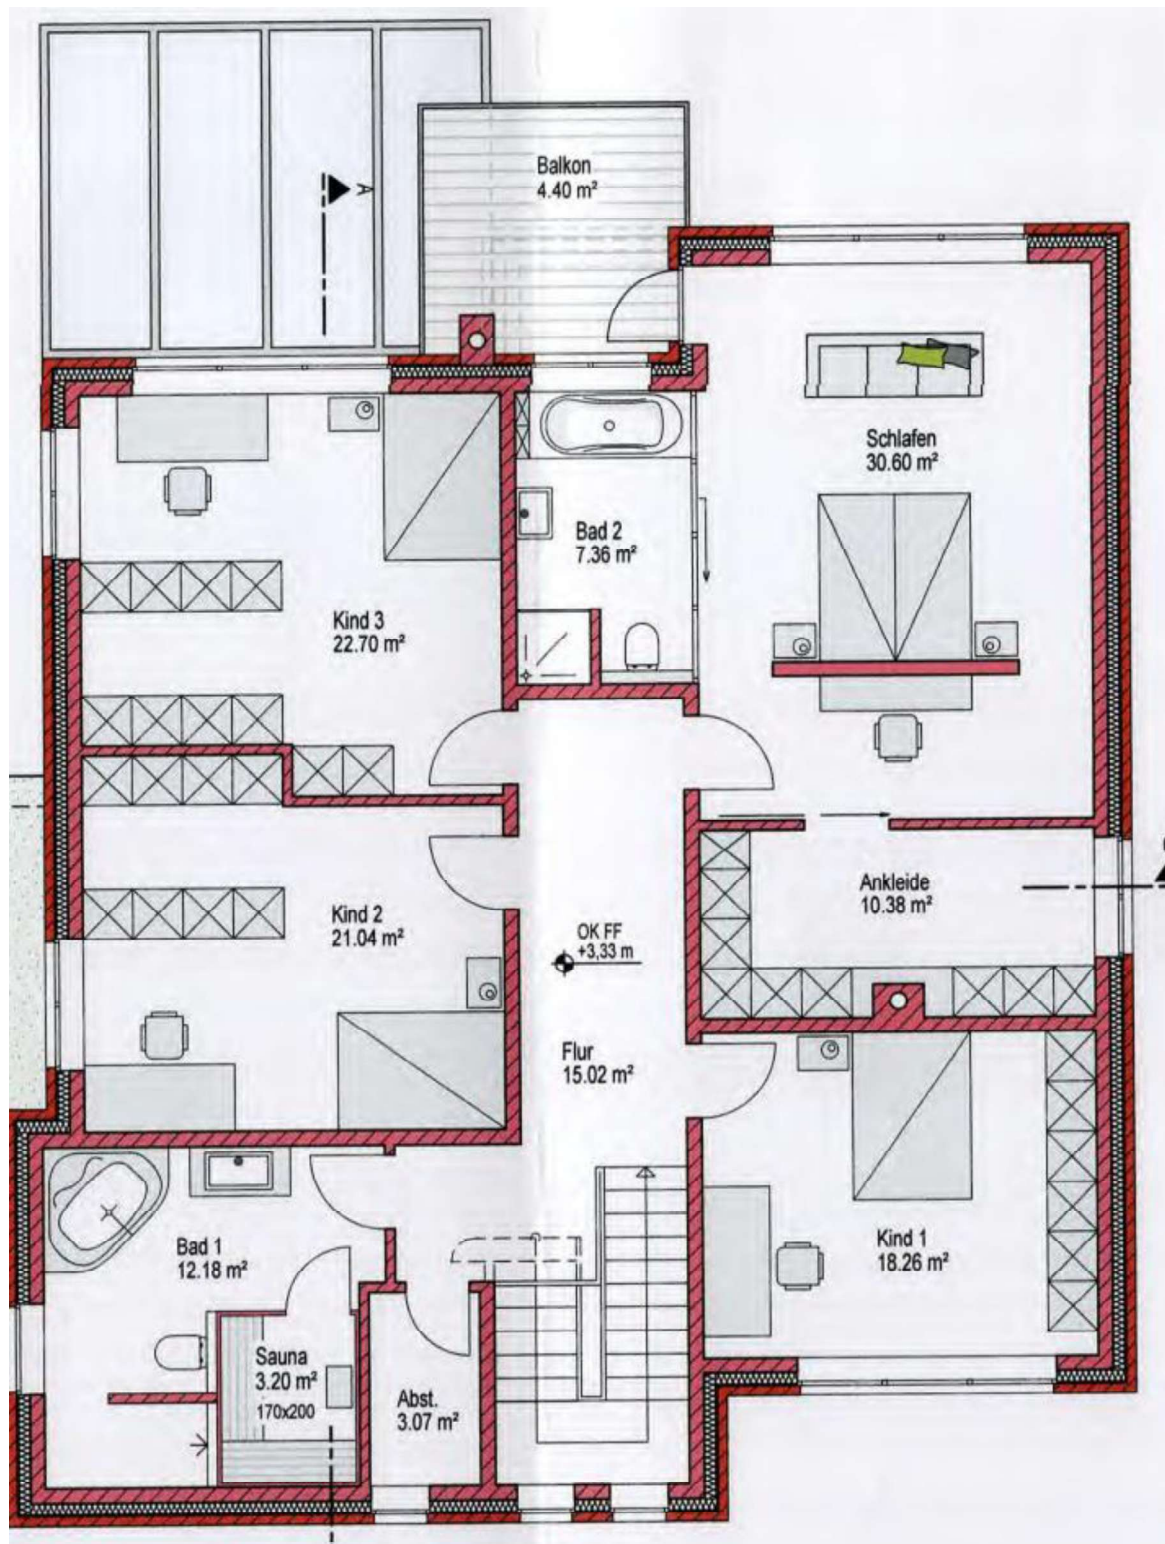 Balkon
4.40 m²
A
Schlafen
30.60 m²
Bad 2
7.36 m²
Kind 3
22.70 m²
Ankleide
10.38 m²
Kind 2
21.04 m²
OK FF
+3,33 m
Flur
15.02 m²
Kind 1
18.26 m²
Bad 1
12.18 m²
Sauna
3.20 m²
170x200
Abst.
3.07 m²